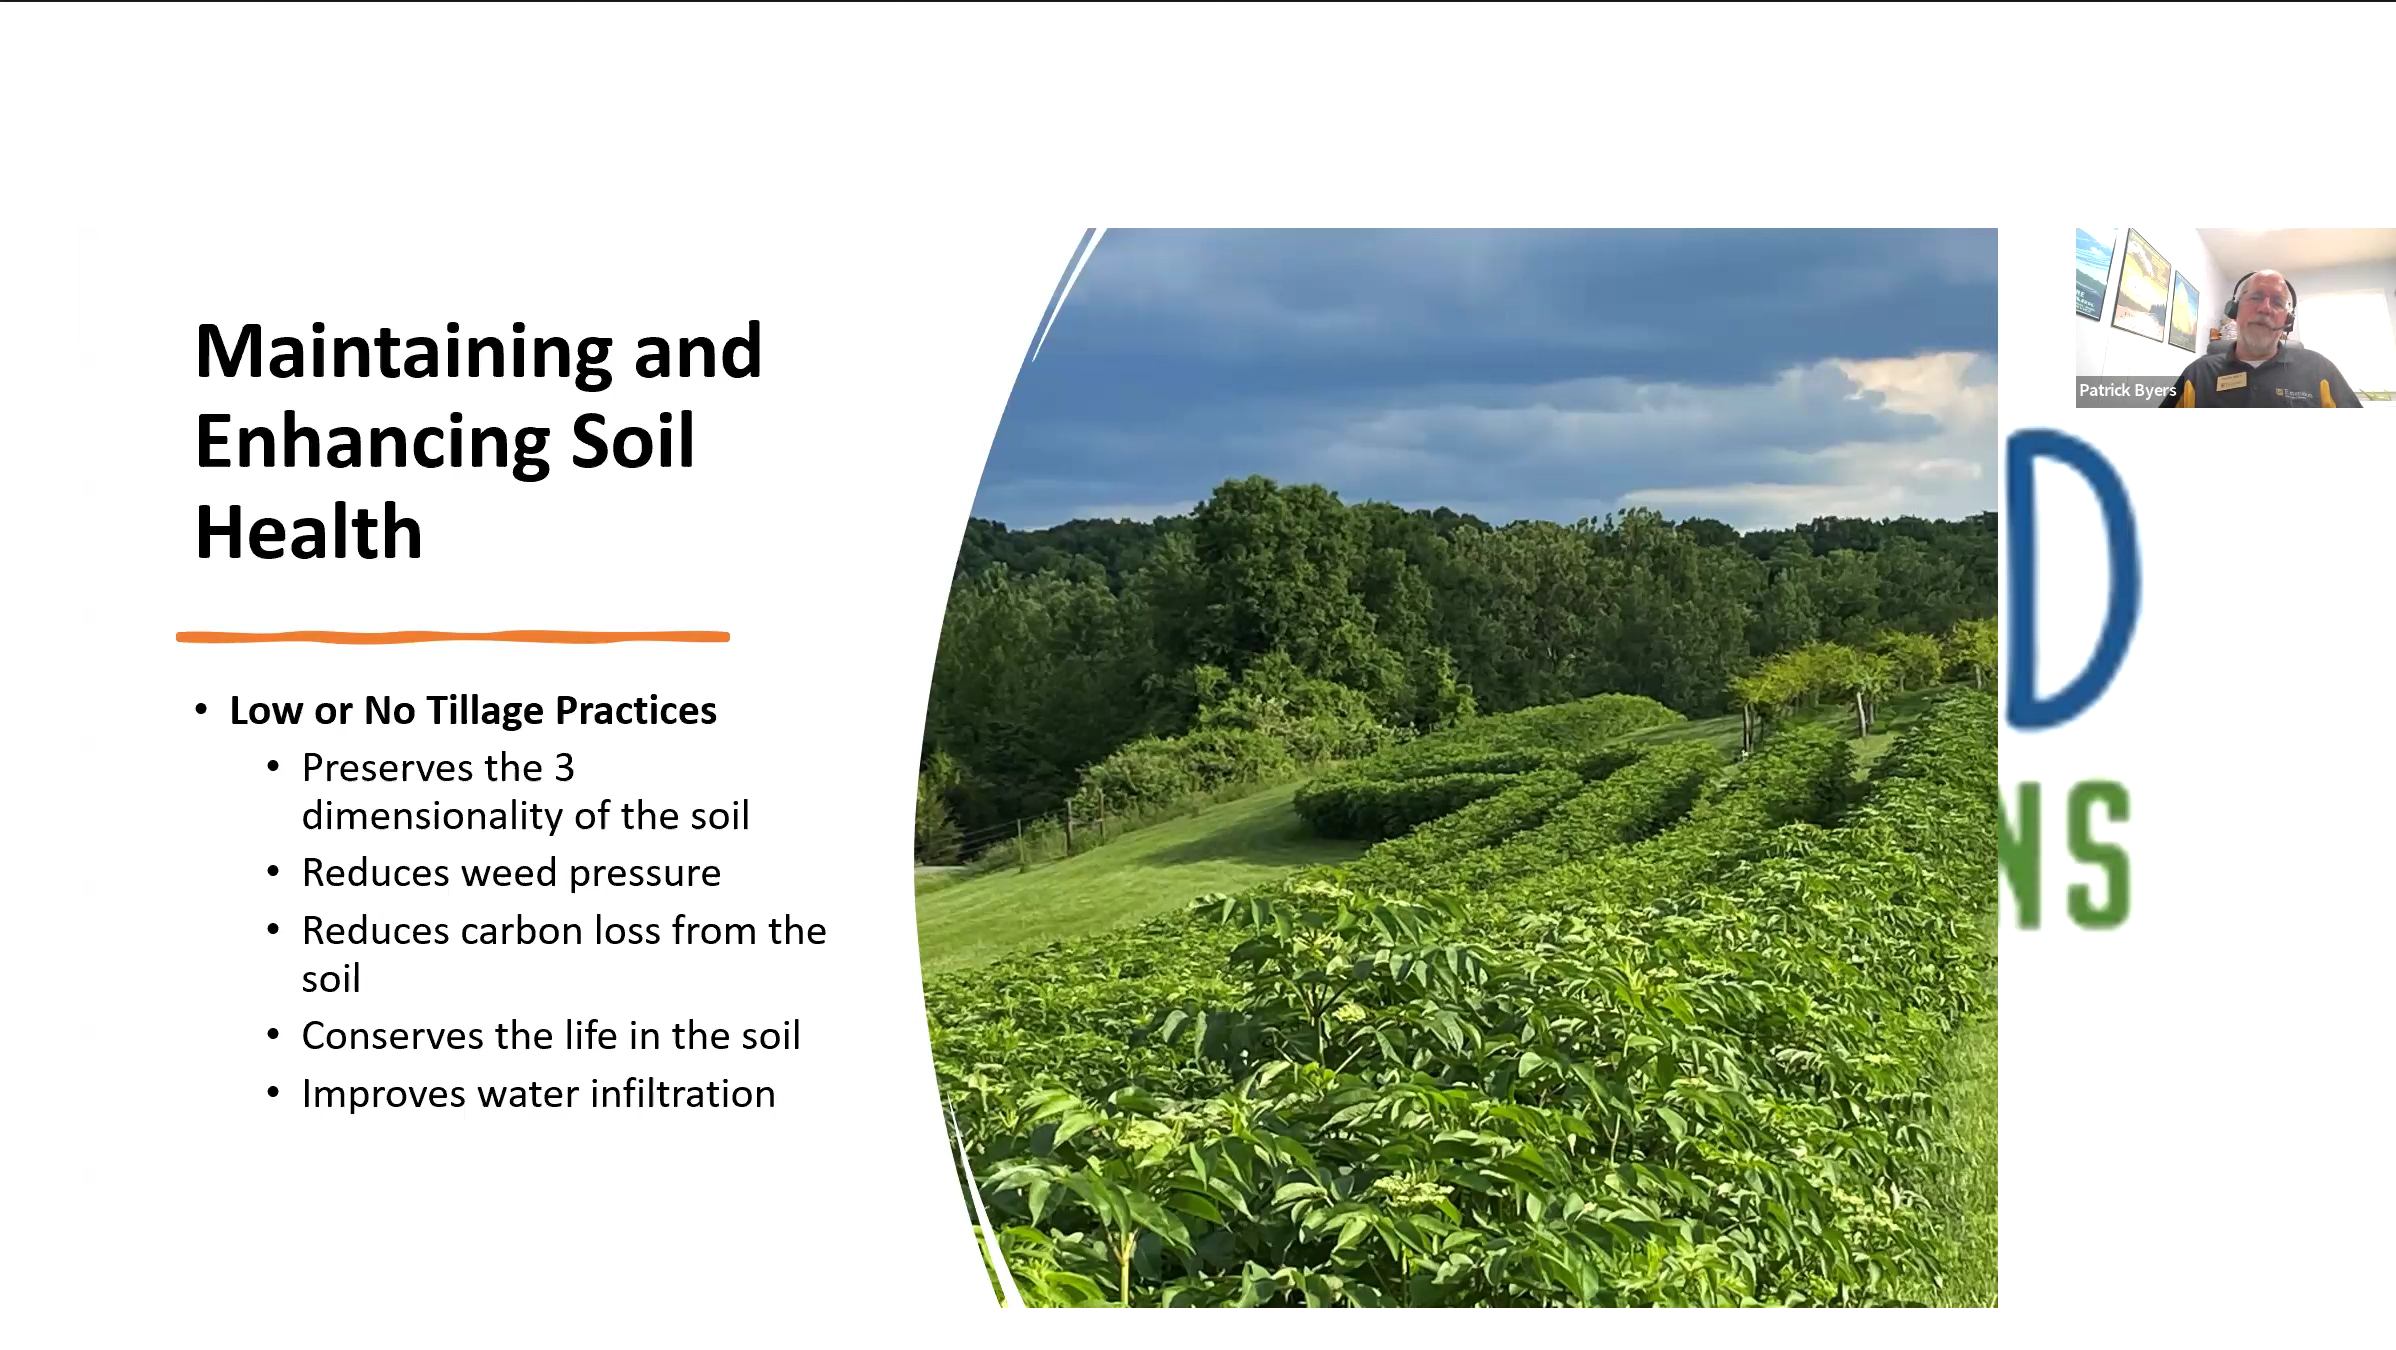 Maintaining and
Enhancing Soil
Health
• Low or No Tillage Practices
• Preserves the 3
dimensionality of the soil
• Reduces weed pressure
• Reduces carbon loss from the
soil
• Conserves the life in the soil
• Improves water infiltration
Patrick Byers
D
NS